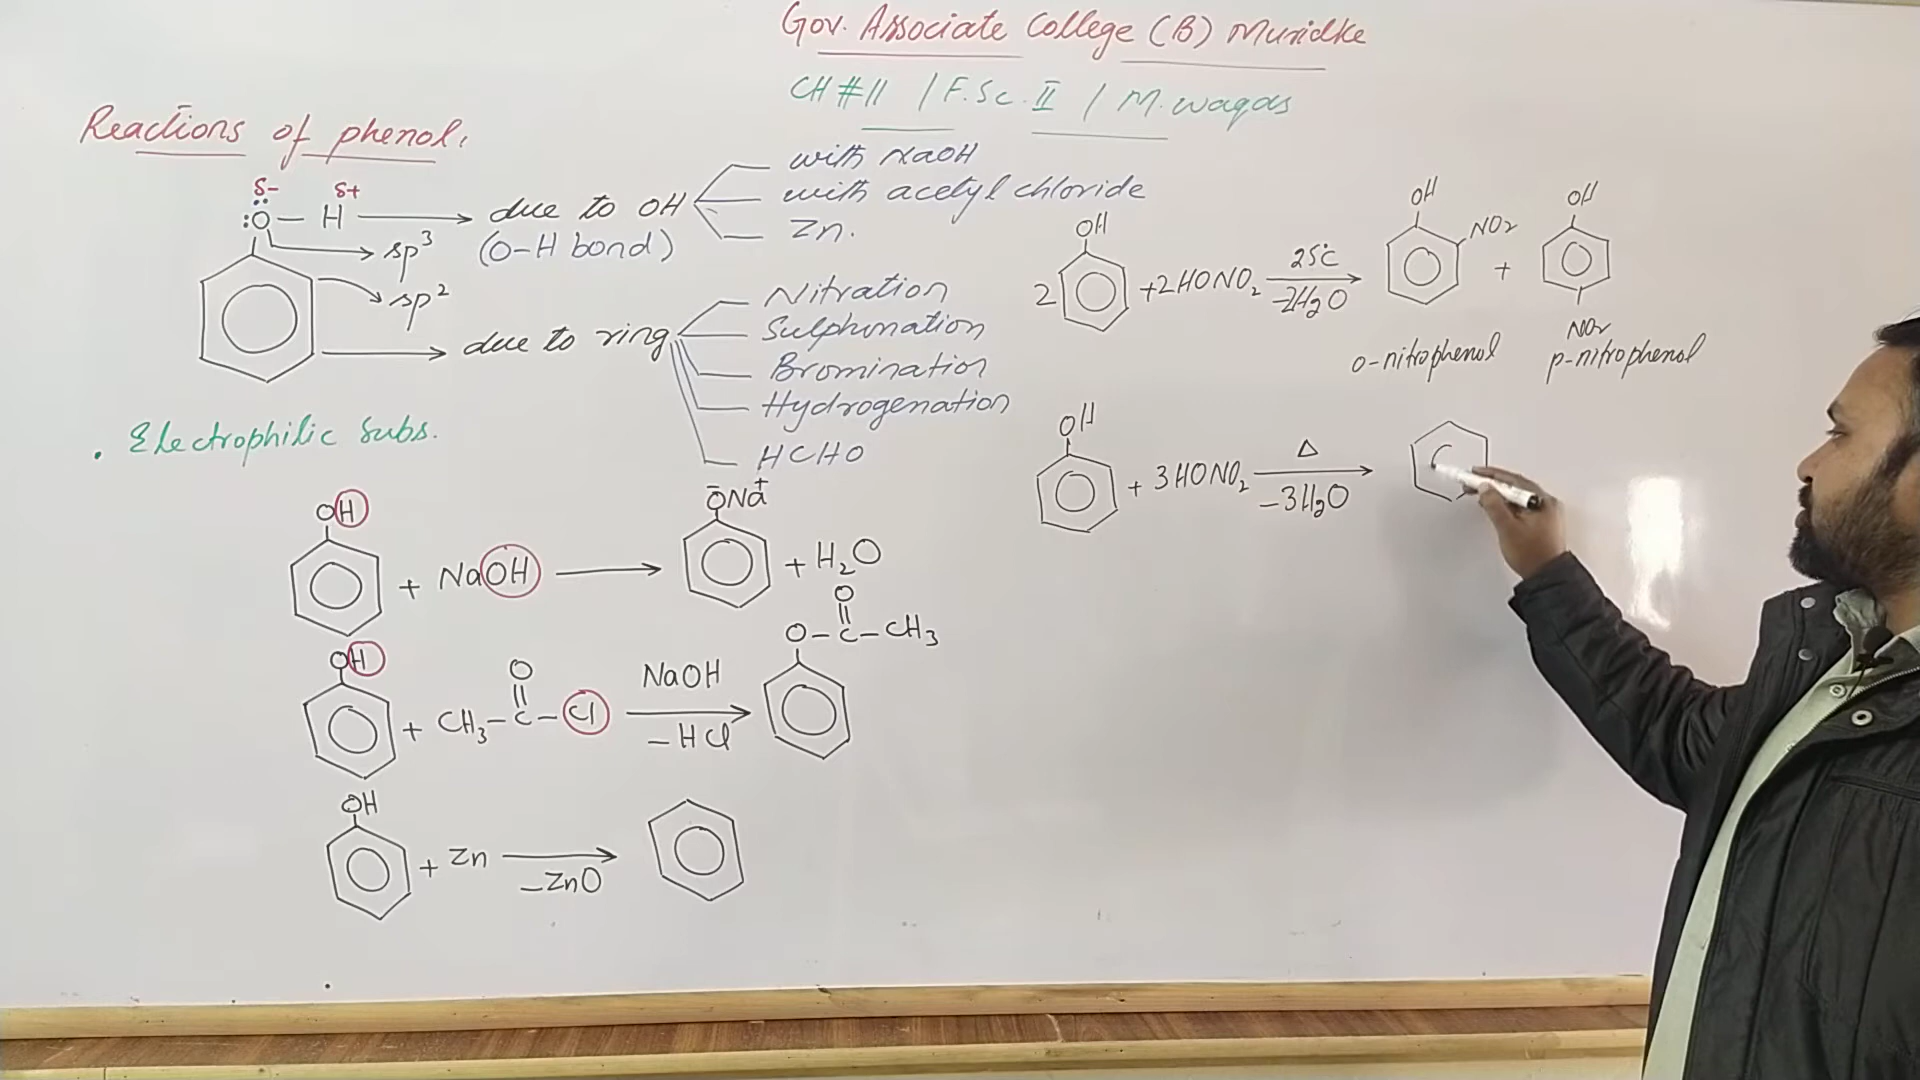 Gov. Associate College (B) Muridke
CH #11 / F.Sc. II / M. waqas
Reactions of phenol.
δ- δ+
:Ö – H → due to OH
(O–H bond)
sp³
sp²
with NaOH
with acetyl chloride
Zn.
due to ring
Nitration
Sulphonation
Bromination
Hydrogenation
HCHO
. Electrophilic Subs.
OH + NaOH → ŌNa⁺ + H₂O
OH + CH₃–C–Cl NaOH → O–C–CH₃
O O
–HCl
OH + Zn → –ZnO
2 OH + 2HONO₂ 25°C → OH NO₂ + OH NO₂
–2H₂O
o-nitrophenol p-nitrophenol
OH + 3HONO₂ Δ →
–3H₂O